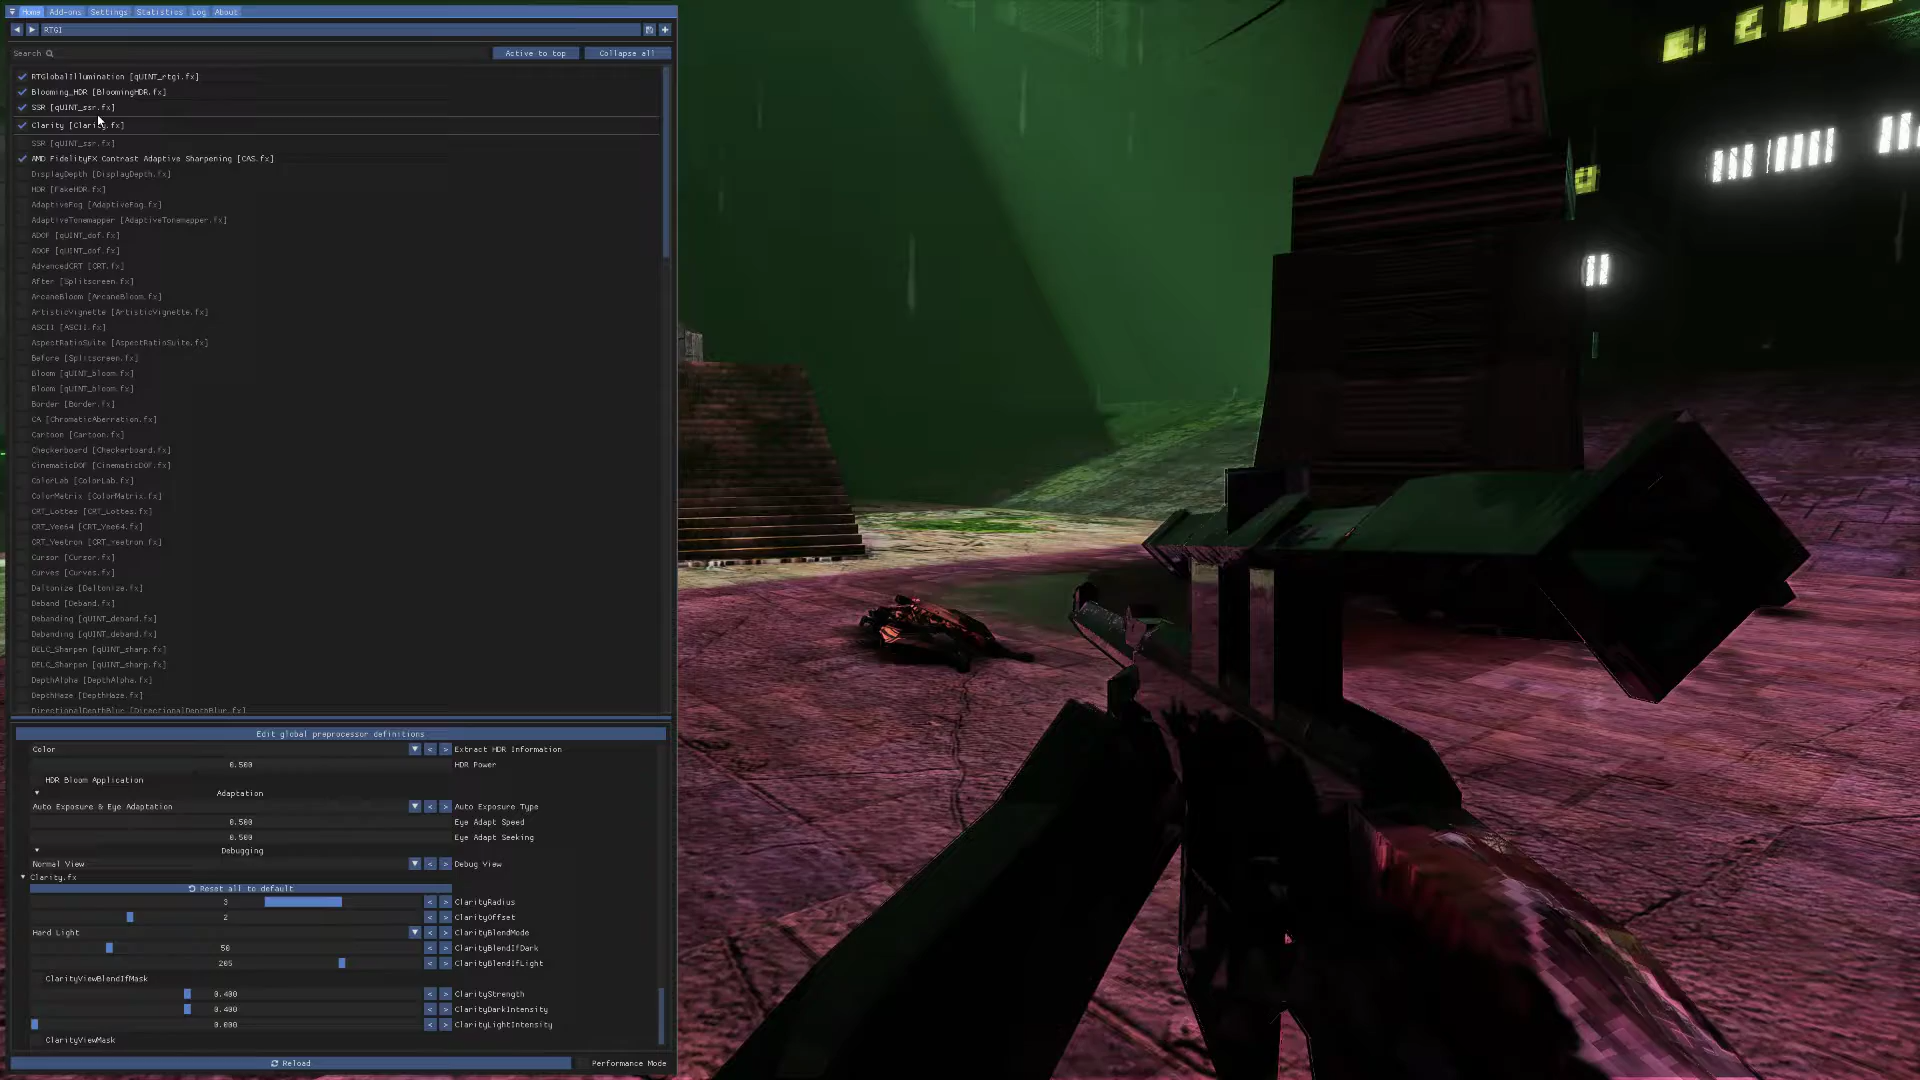 Home Add-ons Settings Statistics Log About
RTGI
Search Active to top Collapse all
RTGlobalIllumination [qUINT_rtgi.fx]
Blooming_HDR [BloomingHDR.fx]
SSR [qUINT_ssr.fx]
Clarity [Clarity.fx]
SSR [qUINT_ssr.fx]
AMD FidelityFX Contrast Adaptive Sharpening [CAS.fx]
DisplayDepth [DisplayDepth.fx]
HDR [FakeHDR.fx]
AdaptiveFog [AdaptiveFog.fx]
AdaptiveTonemapper [AdaptiveTonemapper.fx]
ADOF [qUINT_dof.fx]
ADOF [qUINT_dof.fx]
AdvancedCRT [CRT.fx]
After [Splitscreen.fx]
ArcaneBloom [ArcaneBloom.fx]
ArtisticVignette [ArtisticVignette.fx]
ASCII [ASCII.fx]
AspectRatioSuite [AspectRatioSuite.fx]
Before [Splitscreen.fx]
Bloom [qUINT_bloom.fx]
Bloom [qUINT_bloom.fx]
Border [Border.fx]
CA [ChromaticAberration.fx]
Cartoon [Cartoon.fx]
Checkerboard [Checkerboard.fx]
CinematicDOF [CinematicDOF.fx]
ColorLab [ColorLab.fx]
ColorMatrix [ColorMatrix.fx]
CRT_Lottes [CRT_Lottes.fx]
CRT_Yee64 [CRT_Yee64.fx]
CRT_Yeetron [CRT_Yeetron.fx]
Cursor [Cursor.fx]
Curves [Curves.fx]
Daltonize [Daltonize.fx]
Deband [Deband.fx]
Debanding [qUINT_deband.fx]
Debanding [qUINT_deband.fx]
DELC_Sharpen [qUINT_sharp.fx]
DELC_Sharpen [qUINT_sharp.fx]
DepthAlpha [DepthAlpha.fx]
DepthHaze [DepthHaze.fx]
DirectionalDepthBlur [DirectionalDepthBlur.fx]
Edit global preprocessor definitions
Color < > Extract HDR Information
0.500 HDR Power
HDR Bloom Application
Adaptation
Auto Exposure & Eye Adaptation < > Auto Exposure Type
0.500 Eye Adapt Speed
0.500 Eye Adapt Seeking
Debugging
Normal View < > Debug View
Clarity.fx
Reset all to default
3 < > ClarityRadius
2 < > ClarityOffset
Hard Light < > ClarityBlendMode
50 < > ClarityBlendIfDark
205 < > ClarityBlendIfLight
ClarityViewBlendIfMask
0.400 < > ClarityStrength
0.400 < > ClarityDarkIntensity
0.000 < > ClarityLightIntensity
ClarityViewMask
Reload Performance Mode